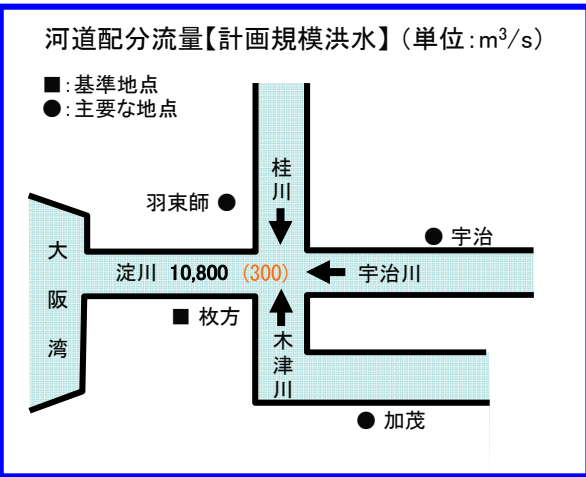 河道配分流量【計画規模洪水】（単位：m³/s）
■：基準地点
●：主要な地点
桂川
羽束師 ●
● 宇治
大阪湾
淀川 10,800 (300)
宇治川
■ 枚方
木津川
● 加茂